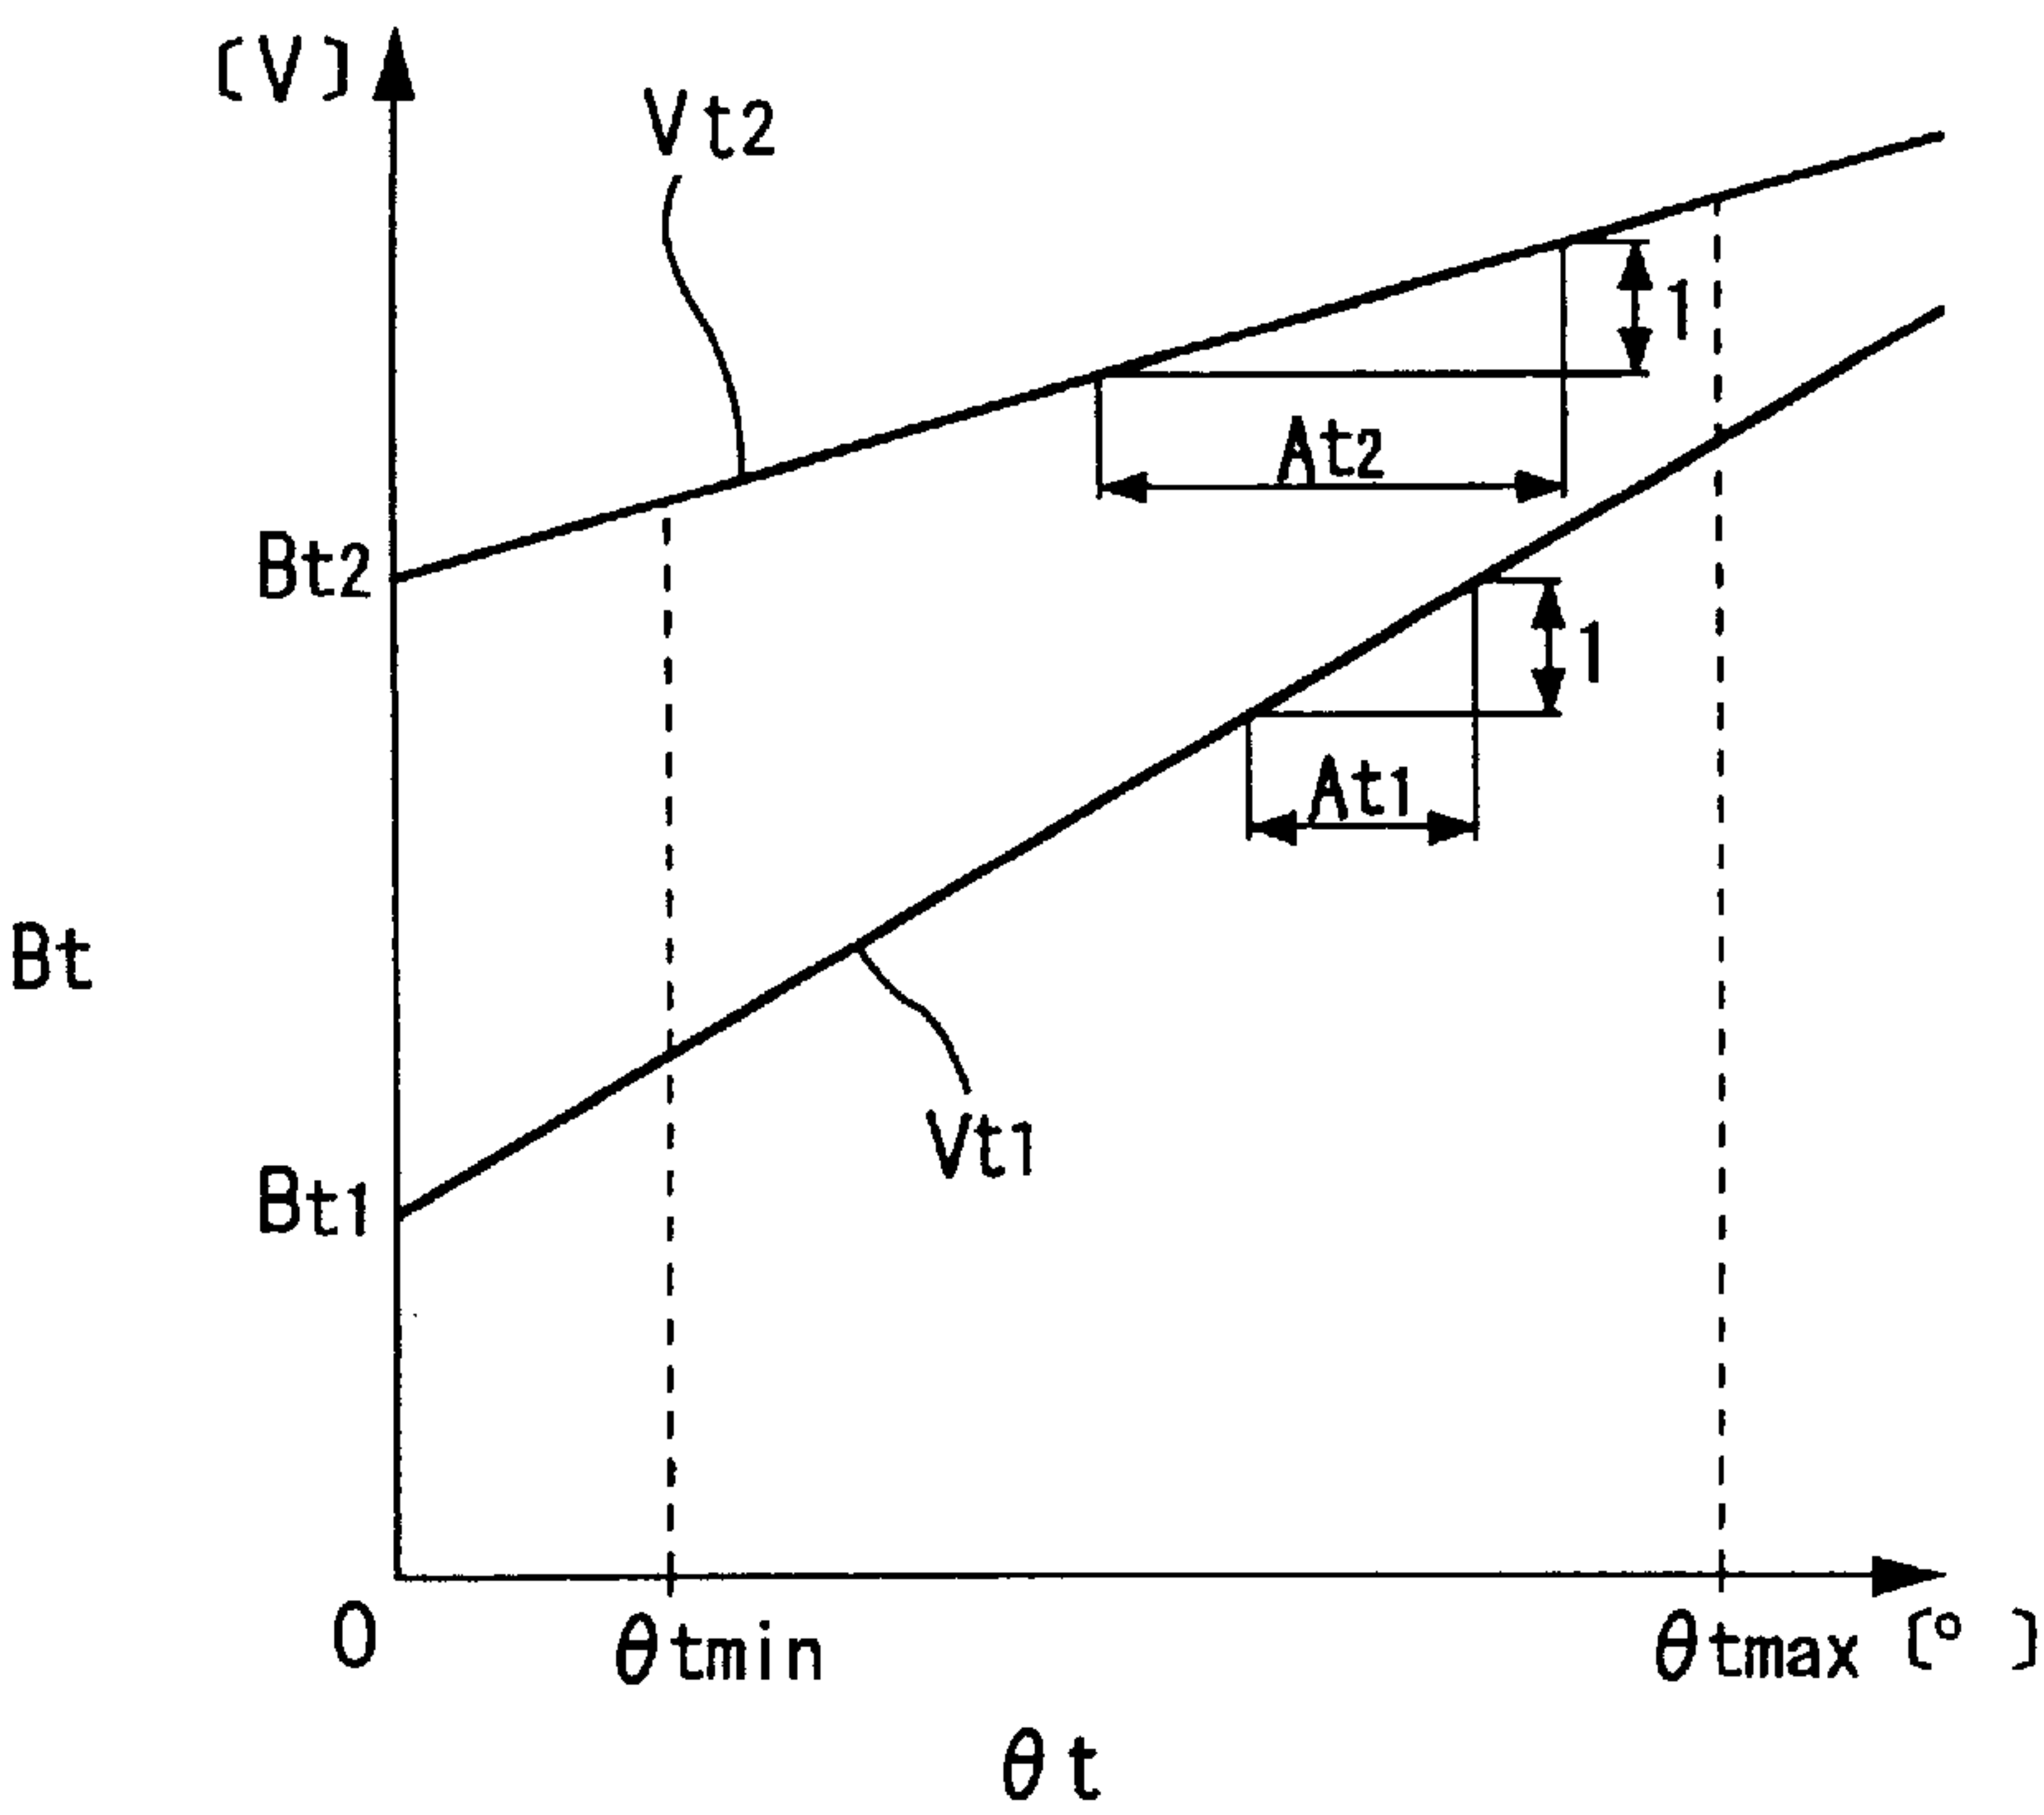 (V)
Vt2
1
At2
Bt2
1
At1
Bt
Vt1
Bt1
0
θtmin
θtmax (° )
θt